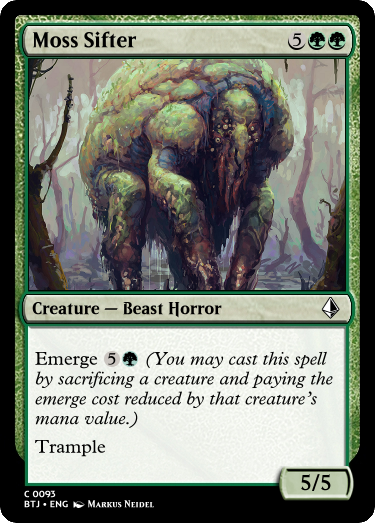 Moss Sifter 5
Creature — Beast Horror
Emerge 5 (You may cast this spell
by sacrificing a creature and paying the
emerge cost reduced by that creature's
mana value.)
Trample
5/5
C 0093
BTJ • ENG Markus Neidel